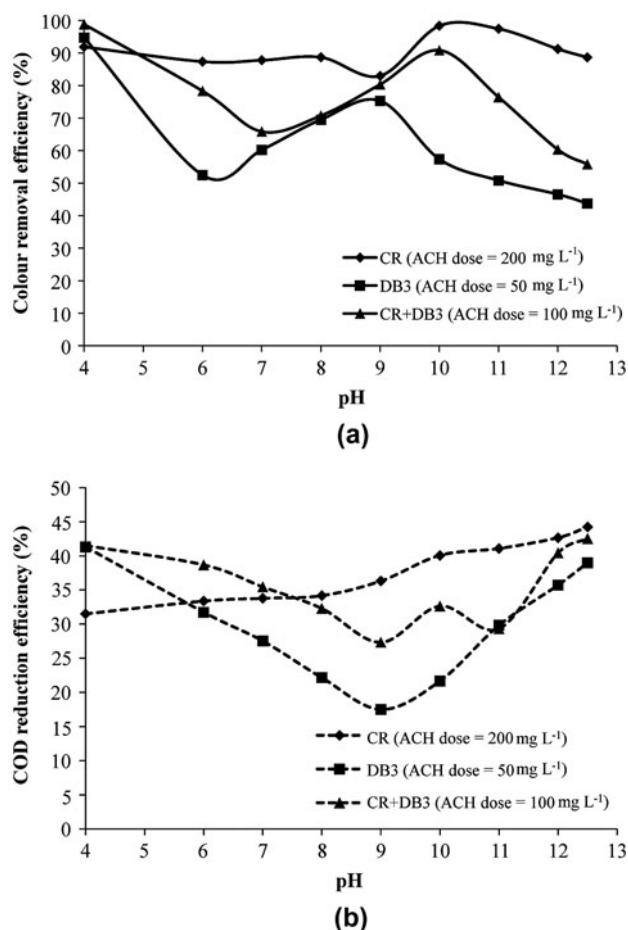 100
90
80
70
60
50
40
30
20
10
0
Colour removal efficiency (%)
CR (ACH dose = 200 mg L⁻¹)
DB3 (ACH dose = 50 mg L⁻¹)
CR+DB3 (ACH dose = 100 mg L⁻¹)
4 5 6 7 8 9 10 11 12 13
pH
(a)
50
45
40
35
30
25
20
15
10
5
0
COD reduction efficiency (%)
CR (ACH dose = 200 mg L⁻¹)
DB3 (ACH dose = 50 mg L⁻¹)
CR+DB3 (ACH dose = 100 mg L⁻¹)
4 5 6 7 8 9 10 11 12 13
pH
(b)